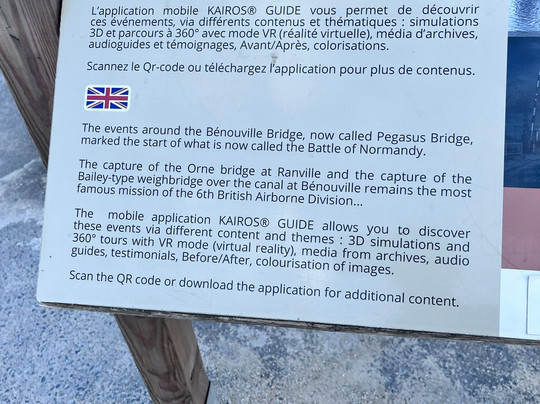 L'application mobile KAIROS® GUIDE vous permet de découvrir
ces événements, via différents contenus et thématiques : simulations
3D et parcours à 360° avec mode VR (réalité virtuelle), média d'archives,
audioguides et témoignages, Avant/Après, colorisations.
Scannez le Qr-code ou téléchargez l'application pour plus de contenus.
The events around the Bénouville Bridge, now called Pegasus Bridge,
marked the start of what is now called the Battle of Normandy.
The capture of the Orne bridge at Ranville and the capture of the
Bailey-type weighbridge over the canal at Bénouville remains the most
famous mission of the 6th British Airborne Division...
The mobile application KAIROS® GUIDE allows you to discover
these events via different content and themes : 3D simulations and
360° tours with VR mode (virtual reality), media from archives, audio
guides, testimonials, Before/After, colourisation of images.
Scan the QR code or download the application for additional content.